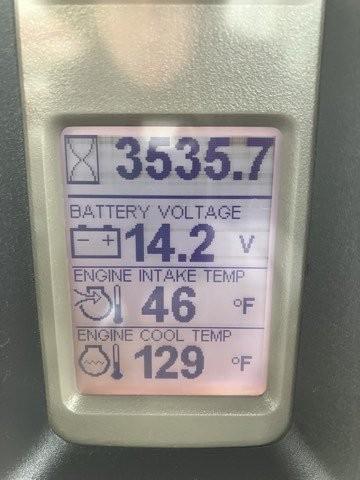 3535.7
BATTERY VOLTAGE
14.2 V
ENGINE INTAKE TEMP
46 °F
ENGINE COOL TEMP
129 °F